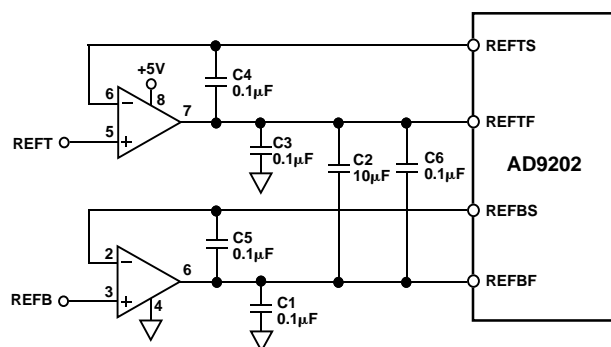 REFTS
+5V
C4
0.1µF
6
8
7
REFT
5
REFTF
C3
0.1µF
C2
10µF
C6
0.1µF
AD9202
REFBS
C5
0.1µF
2
6
REFB
3
4
REFBF
C1
0.1µF